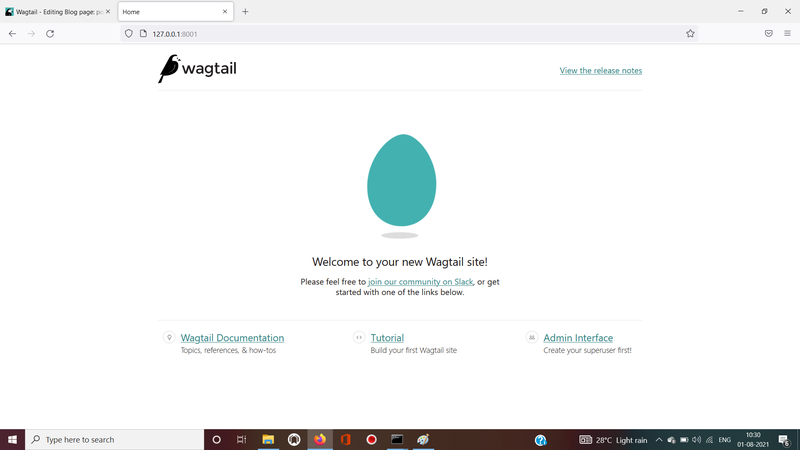 Wagtail - Editing Blog page: po
Home
127.0.0.1:8001
wagtail
View the release notes
Welcome to your new Wagtail site!
Please feel free to join our community on Slack, or get
started with one of the links below.
Wagtail Documentation
Topics, references, & how-tos
Tutorial
Build your first Wagtail site
Admin Interface
Create your superuser first!
Type here to search
28°C Light rain
ENG
10:30
01-08-2021